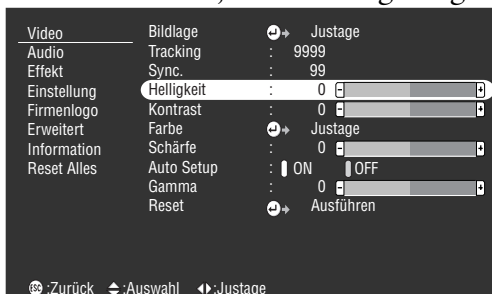 Video
Audio
Effekt
Einstellung
Firmenlogo
Erweitert
Information
Reset Alles
Bildlage Justage
Tracking : 9999
Sync. : 99
Helligkeit : 0 - +
Kontrast : 0 - +
Farbe Justage
Schärfe : 0 - +
Auto Setup : ON OFF
Gamma : 0 - +
Reset Ausführen
ESC :Zurück :Auswahl :Justage